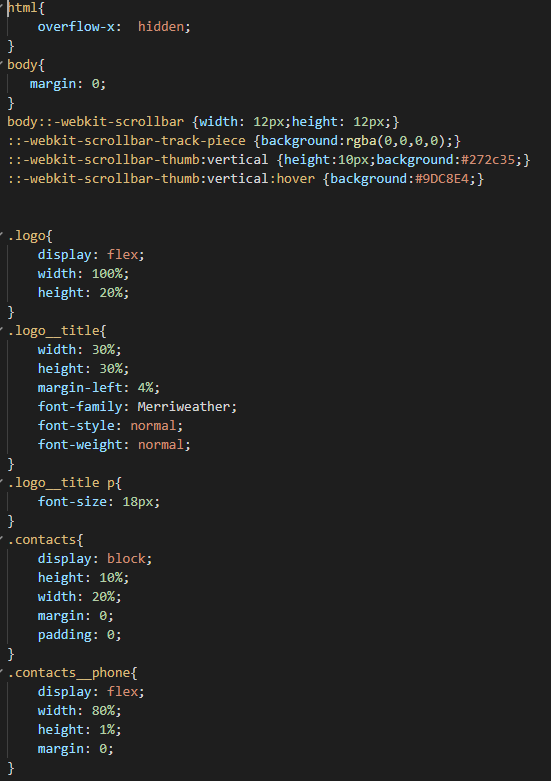 html{
    overflow-x:  hidden;
}
body{
   margin: 0;
}
body::-webkit-scrollbar {width: 12px;height: 12px;}
::-webkit-scrollbar-track-piece {background:rgba(0,0,0,0);}
::-webkit-scrollbar-thumb:vertical {height:10px;background:#272c35;}
::-webkit-scrollbar-thumb:vertical:hover {background:#9DC8E4;}
.logo{
    display: flex;
    width: 100%;
    height: 20%;
}
.logo__title{
    width: 30%;
    height: 30%;
    margin-left: 4%;
    font-family: Merriweather;
    font-style: normal;
    font-weight: normal;
}
.logo__title p{
    font-size: 18px;
}
.contacts{
    display: block;
    height: 10%;
    width: 20%;
    margin: 0;
    padding: 0;
}
.contacts__phone{
    display: flex;
    width: 80%;
    height: 1%;
    margin: 0;
}